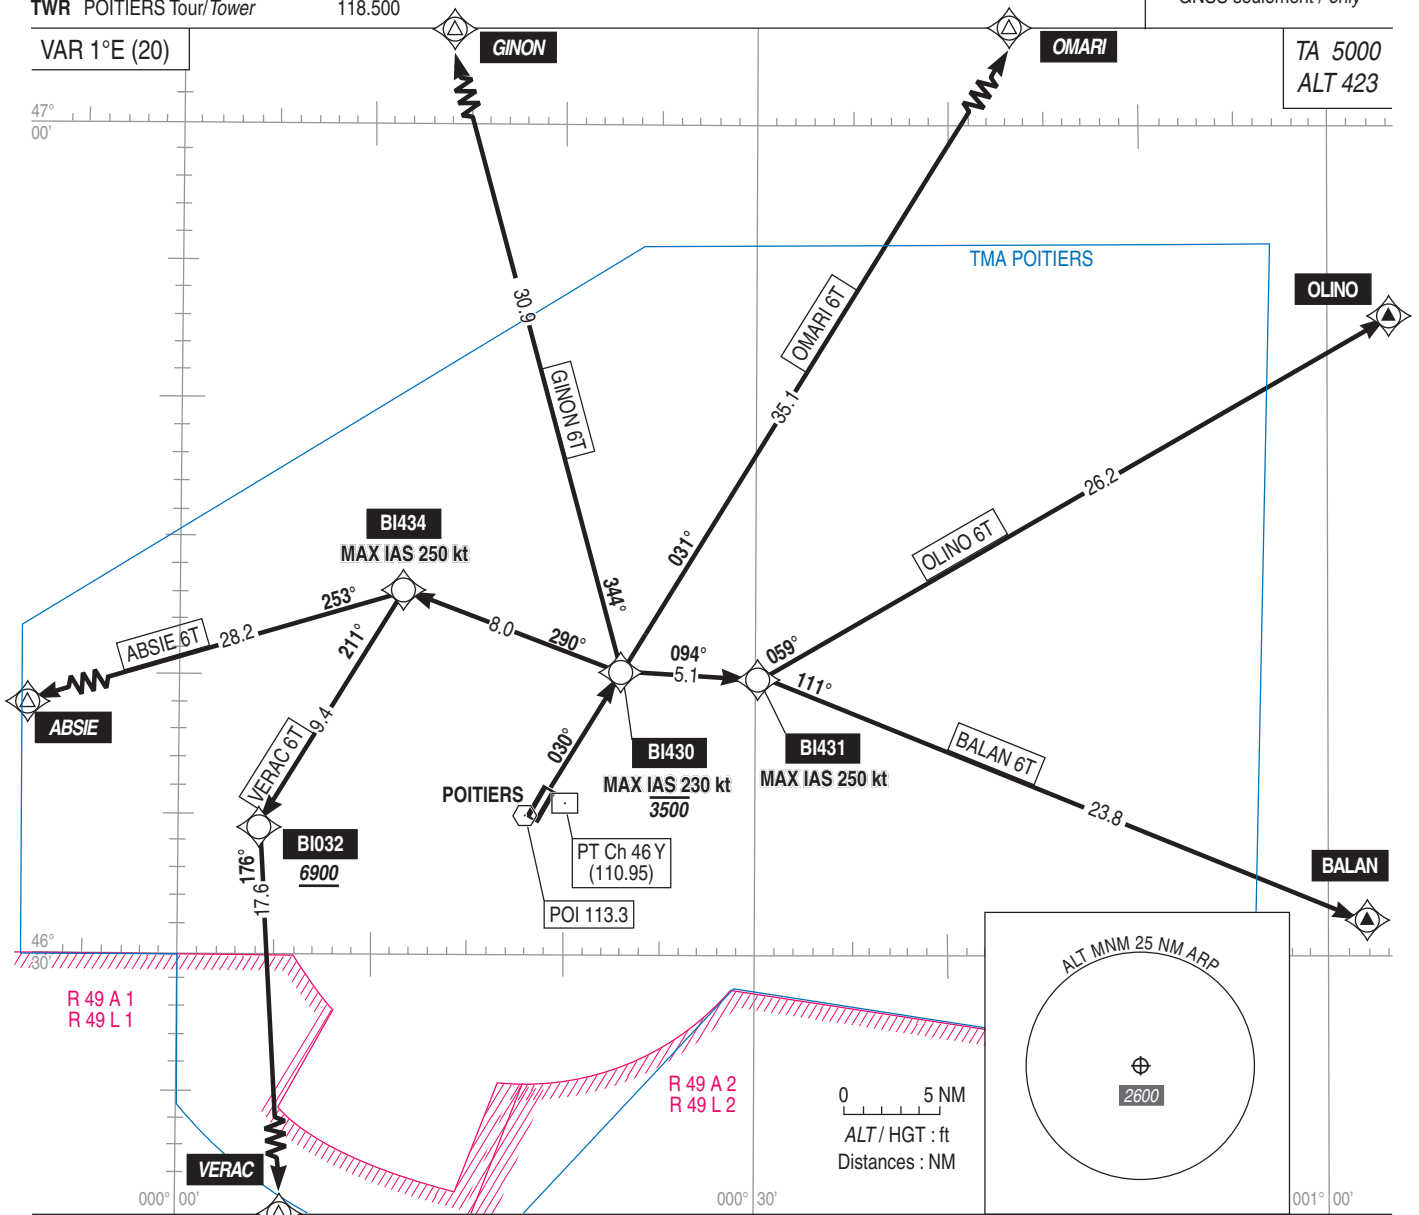 TWR POITIERS Tour/Tower 118.500
GNSS seulement / only
VAR 1°E (20)
GINON
OMARI
TA 5000
ALT 423
47°
00'
TMA POITIERS
OLINO
30.9
OMARI 6T
GINON 6T
35.1
26.2
BI434
MAX IAS 250 kt
OLINO 6T
031°
344°
253°
ABSIE 6T
28.2
211°
8.0
290°
094°
5.1
059°
111°
ABSIE
9.4
VERAC 6T
030°
BI430
MAX IAS 230 kt
3500
BI431
MAX IAS 250 kt
BALAN 6T
POITIERS
23.8
BI032
6900
PT Ch 46 Y
(110.95)
176°
17.6
BALAN
POI 113.3
46°
30'
ALT MNM 25 NM ARP
R 49 A 1
R 49 L 1
R 49 A 2
R 49 L 2
0 5 NM
ALT / HGT : ft
Distances : NM
2600
VERAC
000° 00'
000° 30'
001° 00'